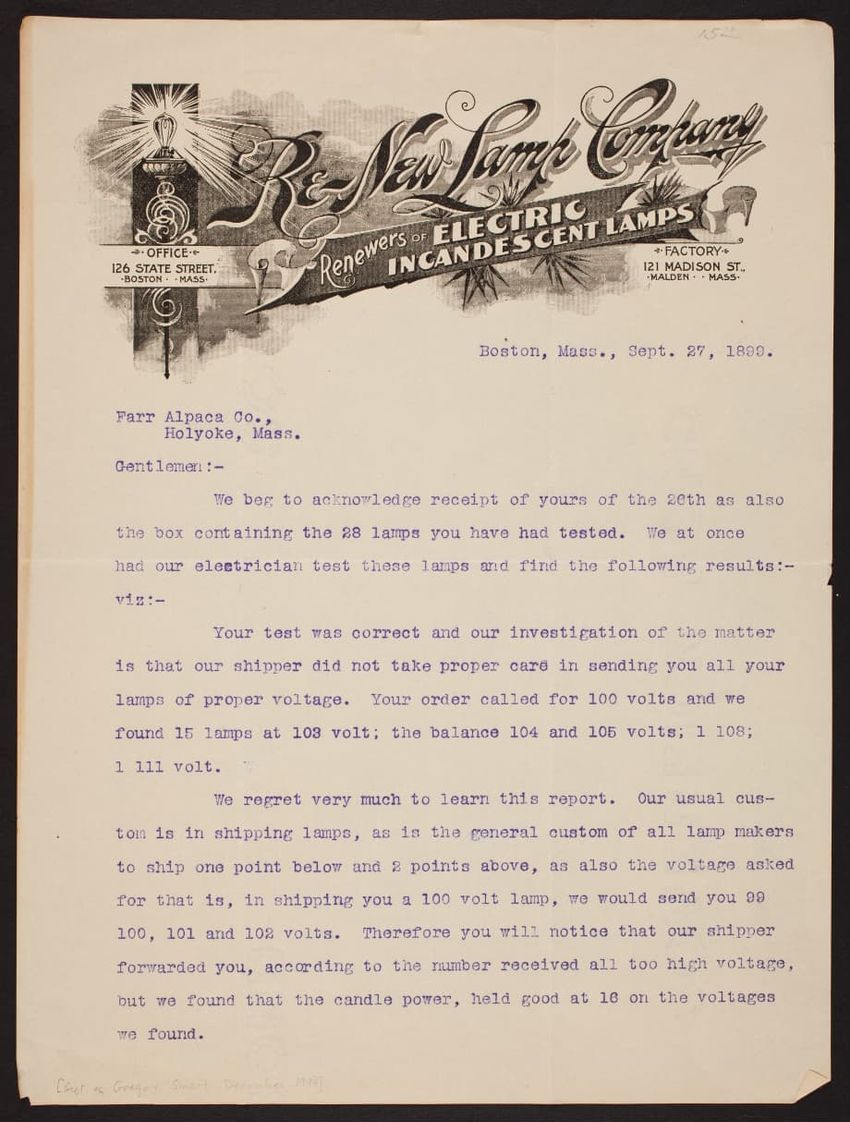 Re-New Lamp Company
Renewers OF ELECTRIC
INCANDESCENT LAMPS
OFFICE
126 STATE STREET,
BOSTON · MASS·
FACTORY
121 MADISON ST.,
MALDEN · MASS·
Boston, Mass., Sept. 27, 1899.
Farr Alpaca Co.,
Holyoke, Mass.
Gentlemen:-
We beg to acknowledge receipt of yours of the 26th as also
the box containing the 28 lamps you have had tested. We at once
had our electrician test these lamps and find the following results:-
viz:-
Your test was correct and our investigation of the matter
is that our shipper did not take proper care in sending you all your
lamps of proper voltage. Your order called for 100 volts and we
found 15 lamps at 103 volt; the balance 104 and 105 volts; 1 108;
1 111 volt.
We regret very much to learn this report. Our usual cus-
tom is in shipping lamps, as is the general custom of all lamp makers
to ship one point below and 2 points above, as also the voltage asked
for that is, in shipping you a 100 volt lamp, we would send you 99
100, 101 and 102 volts. Therefore you will notice that our shipper
forwarded you, according to the number received all too high voltage,
but we found that the candle power, held good at 16 on the voltages
we found.